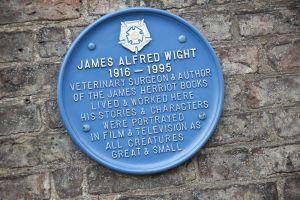 JAMES ALFRED WIGHT
1916 – 1995
VETERINARY SURGEON & AUTHOR
OF THE JAMES HERRIOT BOOKS
LIVED & WORKED HERE
HIS STORIES & CHARACTERS
WERE PORTRAYED
IN FILM & TELEVISION AS
ALL CREATURES
GREAT & SMALL